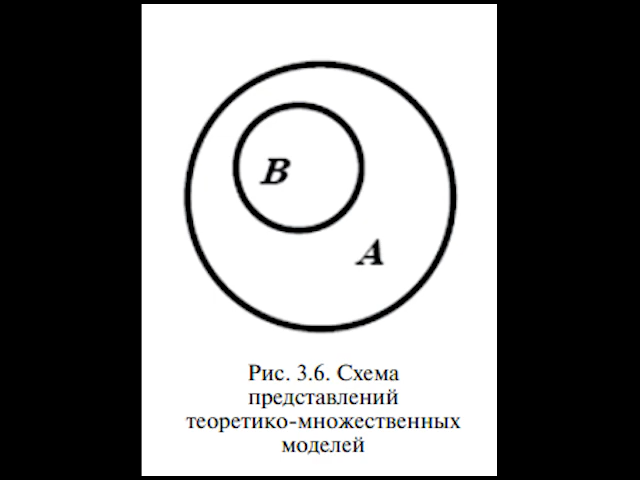 B
A
Рис. 3.6. Схема
представлений
теоретико-множественных
моделей